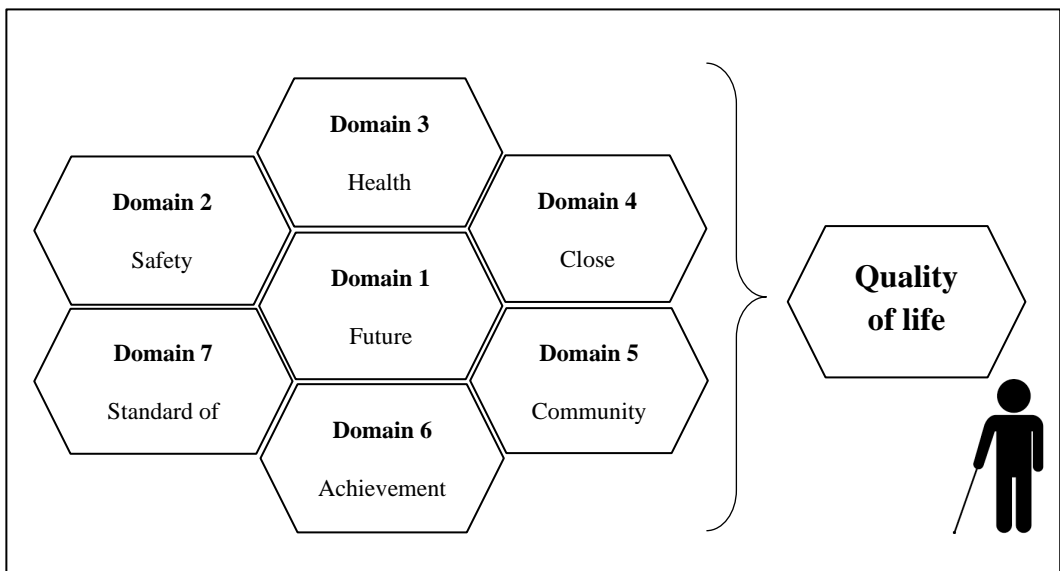 Domain 3
Health
Domain 2
Safety
Domain 4
Close
Domain 1
Future
Domain 7
Standard of
Domain 5
Community
Domain 6
Achievement
Quality
of life